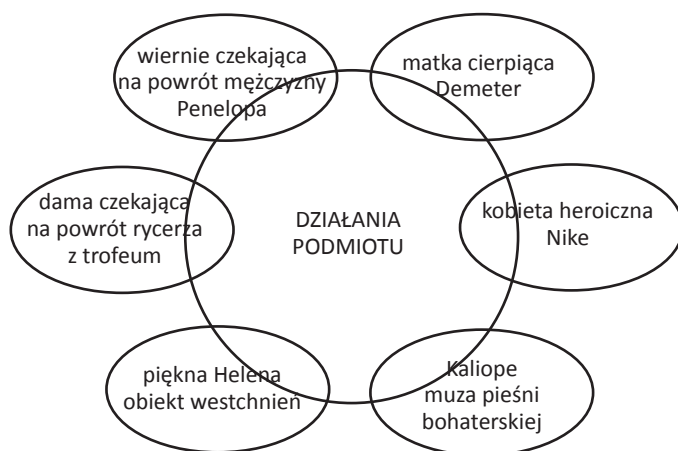 wiernie czekająca
na powrót mężczyzny
Penelopa
matka cierpiąca
Demeter
dama czekająca
na powrót rycerza
z trofeum
DZIAŁANIA
PODMIOTU
kobieta heroiczna
Nike
piękna Helena
obiekt westchnień
Kaliope
muza pieśni
bohaterskiej